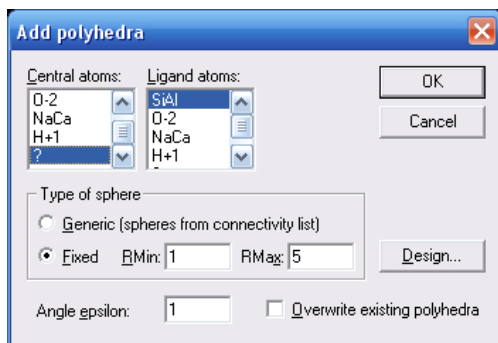 Add polyhedra
Central atoms: Ligand atoms:
O-2
NaCa
H+1
?
SiAl
O-2
NaCa
H+1
OK
Cancel
Type of sphere
Generic (spheres from connectivity list)
Fixed RMin: 1 RMax: 5
Design...
Angle epsilon: 1 Overwrite existing polyhedra